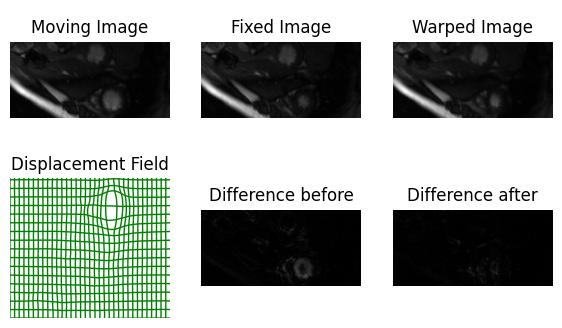 Moving Image
Fixed Image
Warped Image
Displacement Field
Difference before
Difference after